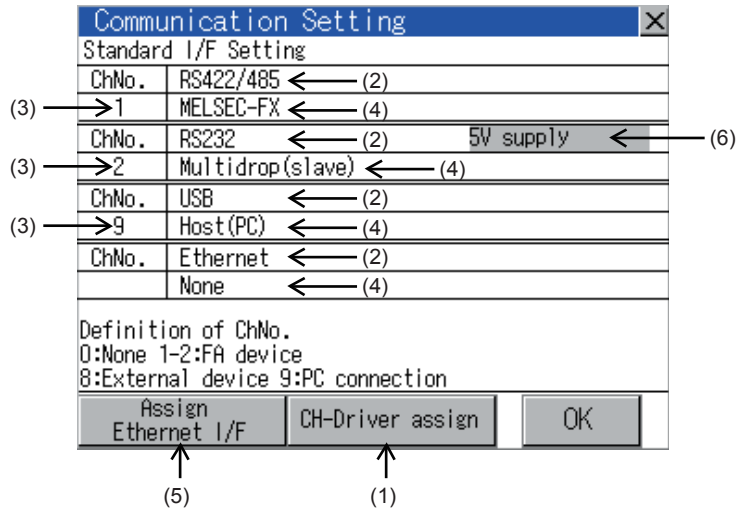 Communication Setting
Standard I/F Setting
ChNo. RS422/485 (2)
(3) 1 MELSEC-FX (4)
ChNo. RS232 (2) 5V supply (6)
(3) 2 Multidrop(slave) (4)
ChNo. USB (2)
(3) 9 Host(PC) (4)
ChNo. Ethernet (2)
None (4)
Definition of ChNo.
0:None 1-2:FA device
8:External device 9:PC connection
Assign
Ethernet I/F
CH-Driver assign
OK
(5) (1)